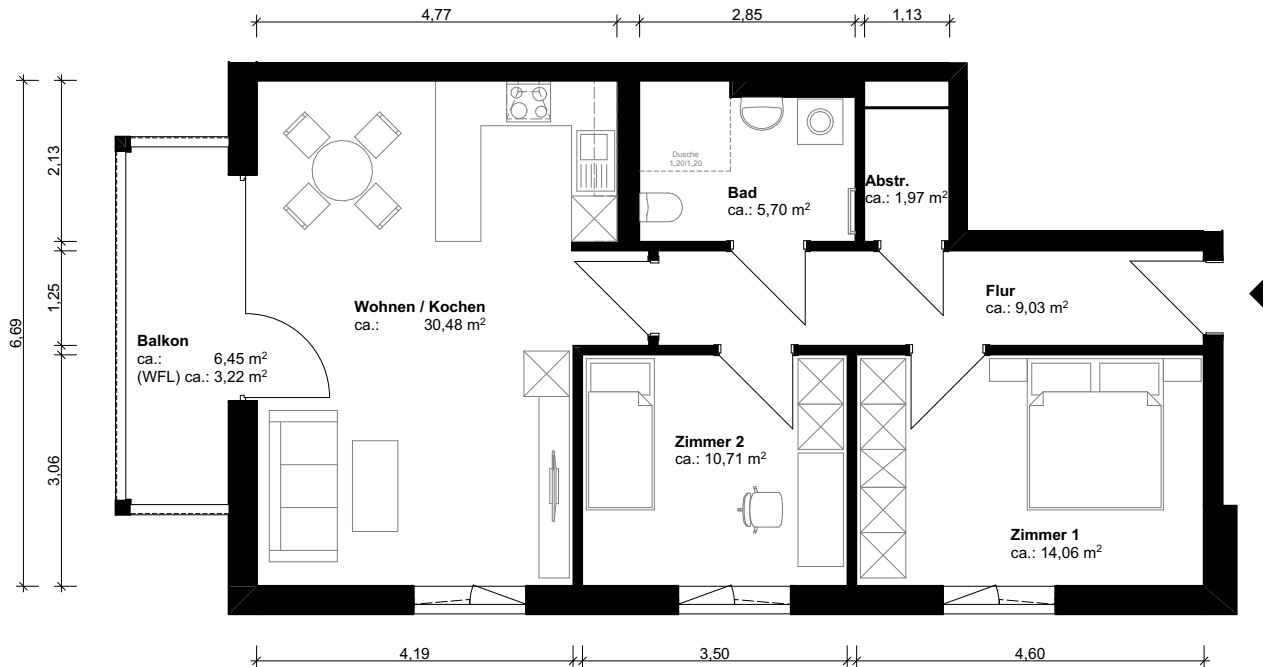 4,77
2,85
1,13
6,69
2,13
1,25
3,06
Dusche
1,20/1,20
Bad
ca.: 5,70 m²
Abstr.
ca.: 1,97 m²
Wohnen / Kochen
ca.: 30,48 m²
Flur
ca.: 9,03 m²
Balkon
ca.: 6,45 m²
(WFL) ca.: 3,22 m²
Zimmer 2
ca.: 10,71 m²
Zimmer 1
ca.: 14,06 m²
4,19
3,50
4,60